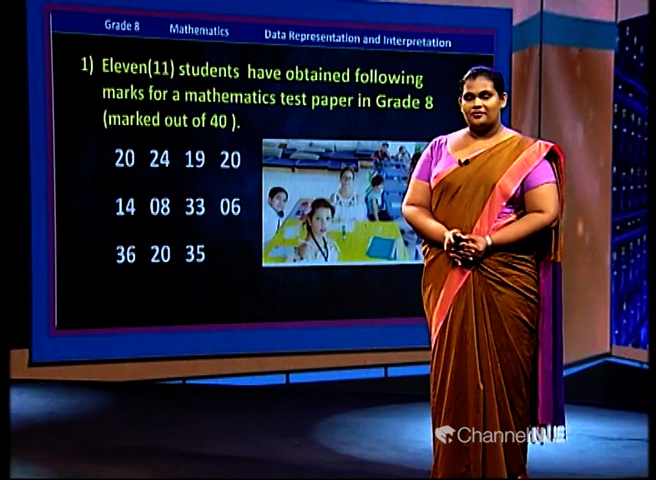 Grade 8 Mathematics Data Representation and Interpretation
1) Eleven(11) students have obtained following
marks for a mathematics test paper in Grade 8
(marked out of 40 ).
20 24 19 20
14 08 33 06
36 20 35
Channel